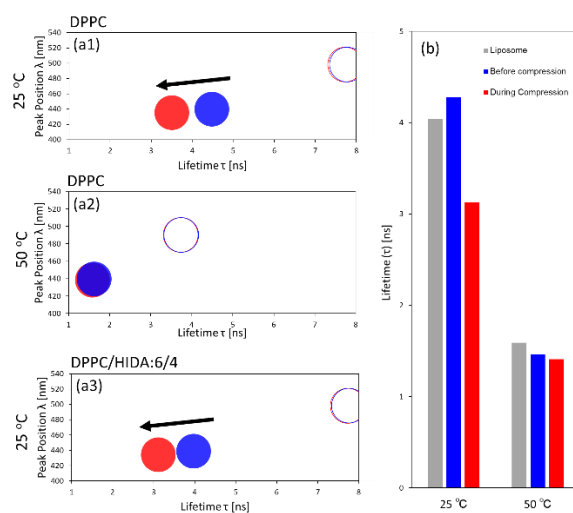 DPPC
(a1)
25 °C
Peak Position λ [nm]
540
520
500
480
460
440
420
400
1 2 3 4 5 6 7 8
Lifetime τ [ns]
DPPC
(a2)
50 °C
Peak Position λ [nm]
540
520
500
480
460
440
420
400
1 2 3 4 5 6 7 8
Lifetime τ [ns]
DPPC/HIDA:6/4
(a3)
25 °C
Peak Position λ [nm]
540
520
500
480
460
440
420
400
1 2 3 4 5 6 7 8
Lifetime τ [ns]
(b)
Liposome
Before compression
During Compression
Lifetime (τ) [ns]
5
4
3
2
1
0
25 °C 50 °C